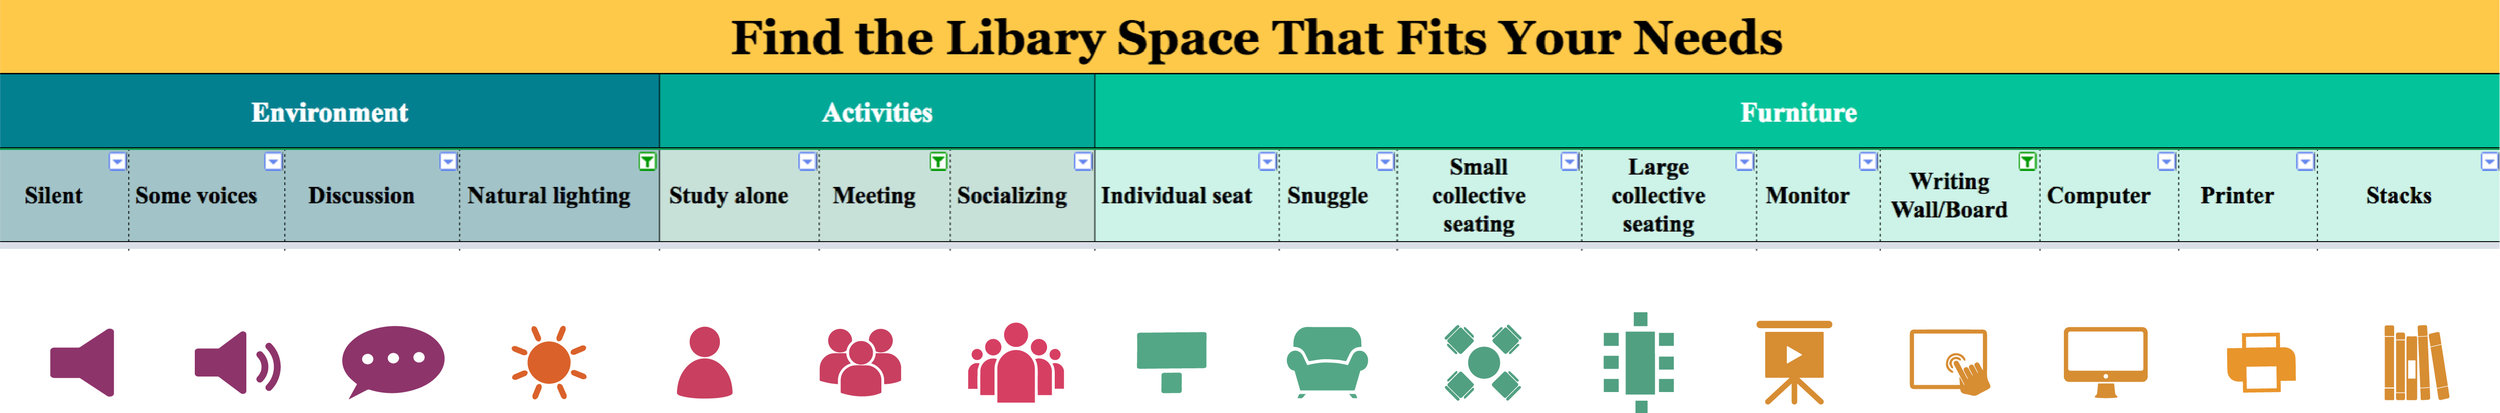 Find the Libary Space That Fits Your Needs
Environment
Activities
Furniture
Silent
Some voices
Discussion
Natural lighting
Study alone
Meeting
Socializing
Individual seat
Snuggle
Small
collective
seating
Large
collective
seating
Monitor
Writing
Wall/Board
Computer
Printer
Stacks